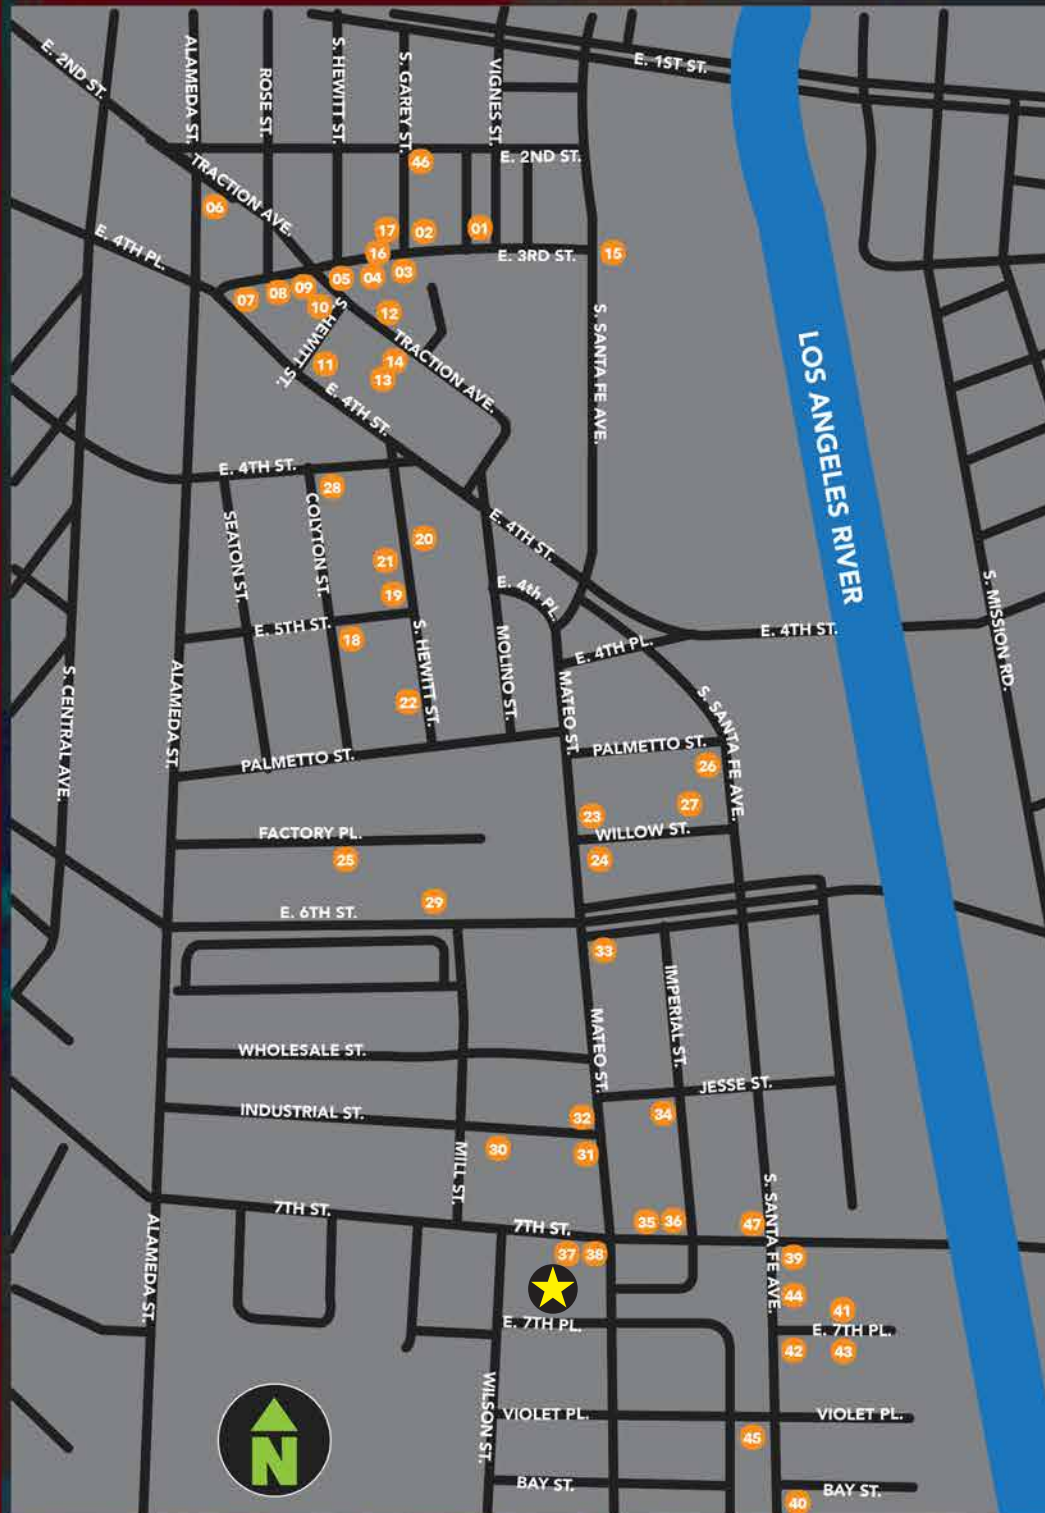 E. 1ST ST.
E. 2ND ST.
ALAMEDA ST.
ROSE ST.
S. HEWITT ST.
S. GAREY ST.
VIGNES ST.
E. 2ND ST.
46
TRACTION AVE.
06
17
02
01
E. 4TH PL.
16
E. 3RD ST.
15
03
05
04
09
08
07
10
12
S. HEWITT ST.
S. SANTA FE AVE.
TRACTION AVE.
LOS ANGELES RIVER
14
11
13
E. 4TH ST.
E. 4TH ST.
28
COLYTON ST.
SEATON ST.
E. 4TH ST.
20
21
E. 4th PL.
19
S. MISSION RD.
E. 5TH ST.
18
S. HEWITT ST.
MOLINO ST.
E. 4TH ST.
E. 4TH PL.
S. CENTRAL AVE.
ALAMEDA ST.
MATEO ST.
S. SANTA FE AVE.
22
PALMETTO ST.
PALMETTO ST.
26
27
23
FACTORY PL.
WILLOW ST.
25
24
29
E. 6TH ST.
33
IMPERIAL ST.
MATEO ST.
WHOLESALE ST.
JESSE ST.
INDUSTRIAL ST.
32
34
30
MILL ST.
31
S. SANTA FE AVE.
7TH ST.
ALAMEDA ST.
7TH ST.
35
36
47
37
38
39
44
41
E. 7TH PL.
E. 7TH PL.
42
43
WILSON ST.
VIOLET PL.
VIOLET PL.
45
N
BAY ST.
BAY ST.
40